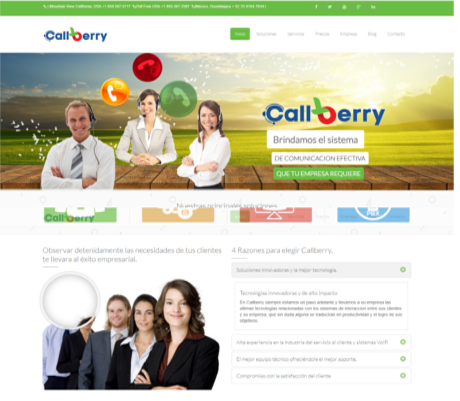 Callberry
Inicio
Soluciones
Servicios
Precios
Empresa
Blog
Contacto
Callberry
Brindamos el sistema
DE COMUNICACION EFECTIVA
QUE TU EMPRESA REQUIERE
Nuestras principales soluciones
Callberry
PBX
Observar detenidamente las necesidades de tus clientes
te llevara al éxito empresarial.
4 Razones para elegir Callberry.
Soluciones innovadoras y la mejor tecnología.
Tecnologías innovadoras y de alto impacto.
En Callberry siempre estamos un paso adelante y llevamos a su empresa las
últimas tecnologías relacionadas con los sistemas de interacción entre sus clientes
y su empresa, que sin duda alguna se traducirán en productividad y el logro de sus
objetivos.
Alta experiencia en la industria del servicio al cliente y sistemas VoIP.
El mejor equipo técnico ofreciéndole el mejor soporte.
Compromiso con la satisfacción del cliente